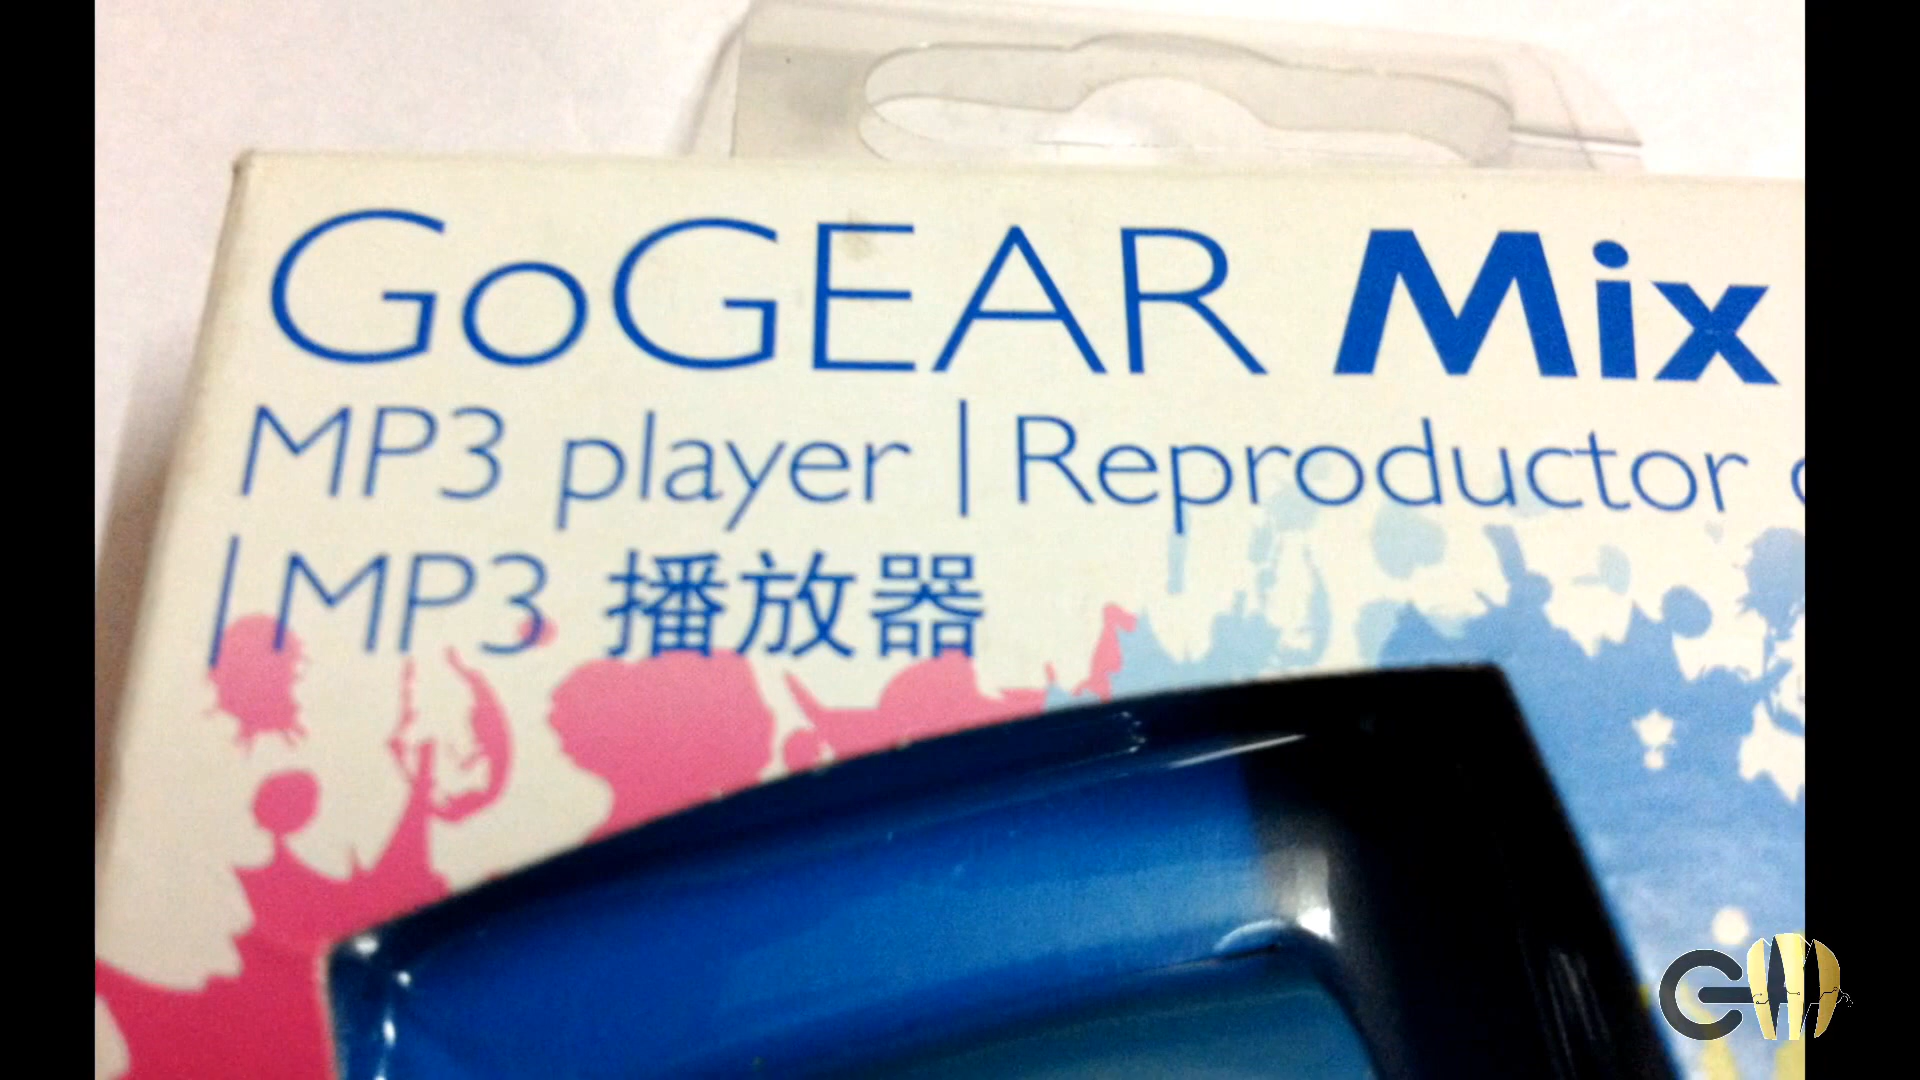 GoGEAR Mix
MP3 player | Reproductor
| MP3 播放器